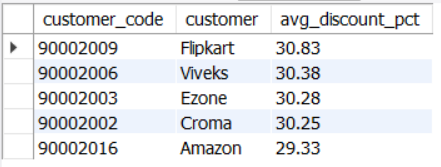 customer_code customer avg_discount_pct
90002009 Flipkart 30.83
90002006 Viveks 30.38
90002003 Ezone 30.28
90002002 Croma 30.25
90002016 Amazon 29.33